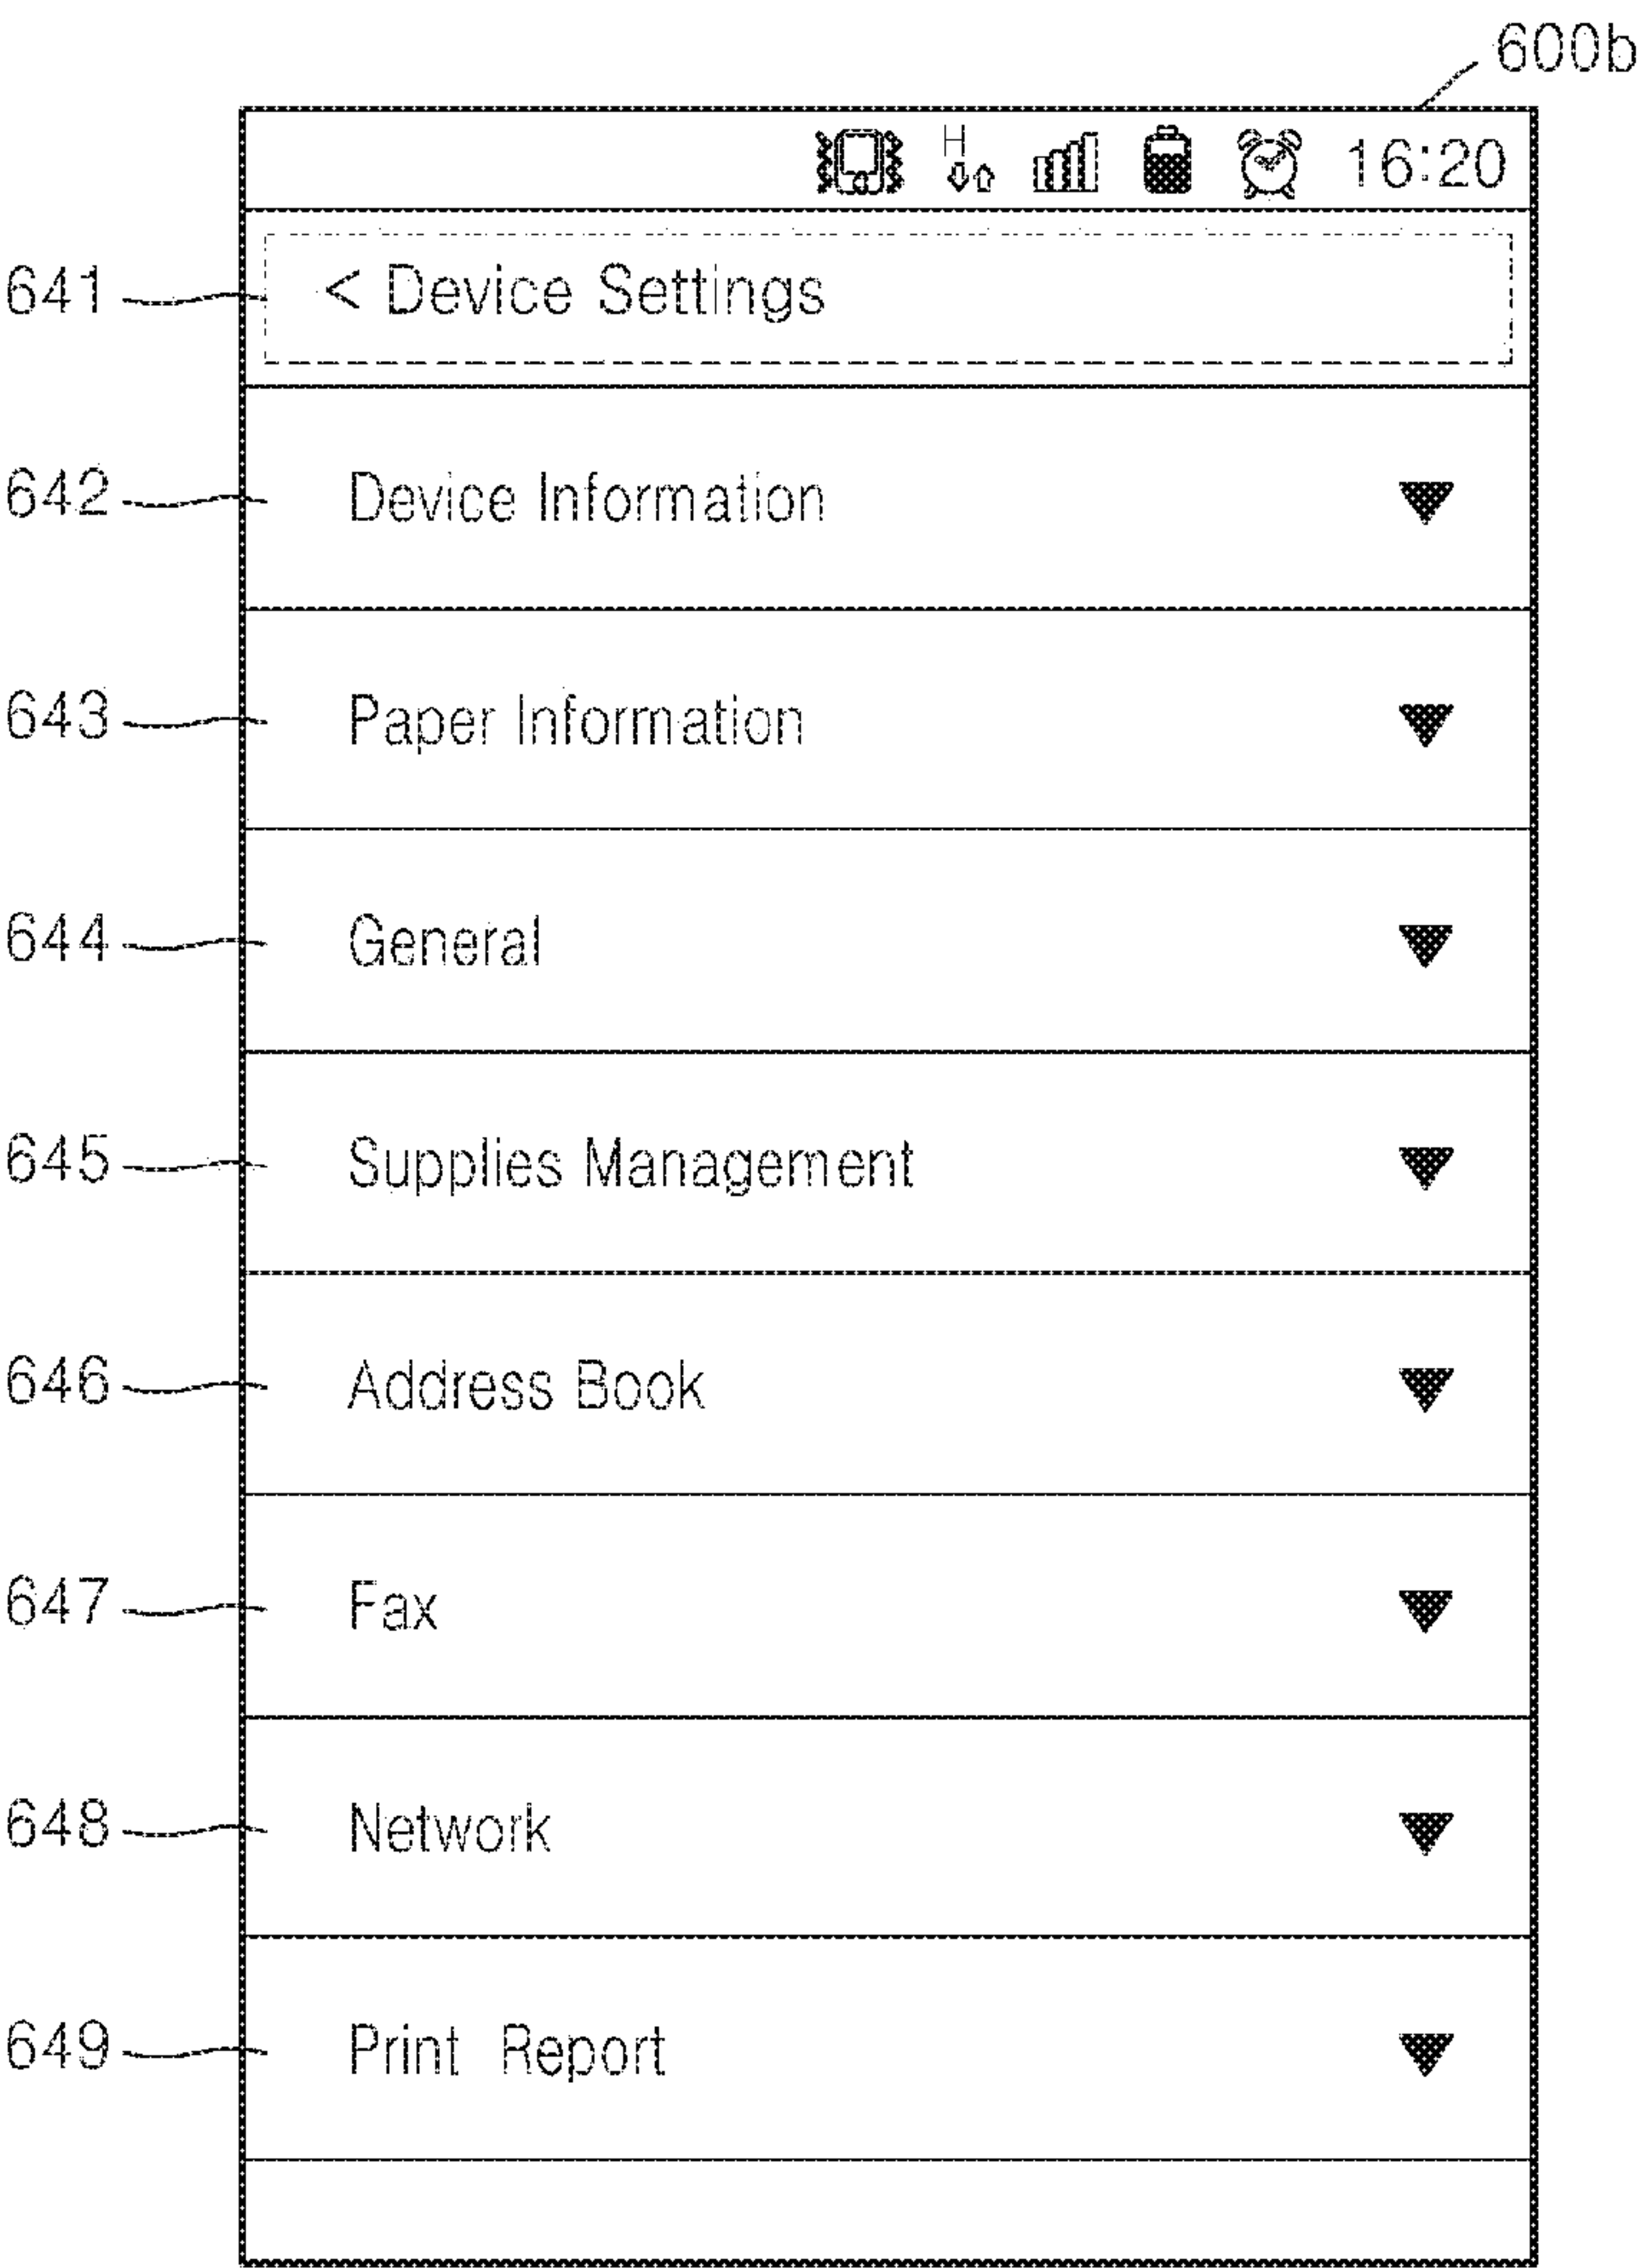 600b
H 16:20
641 < Device Settings
642 Device Information
643 Paper Information
644 General
645 Supplies Management
646 Address Book
647 Fax
648 Network
649 Print Report